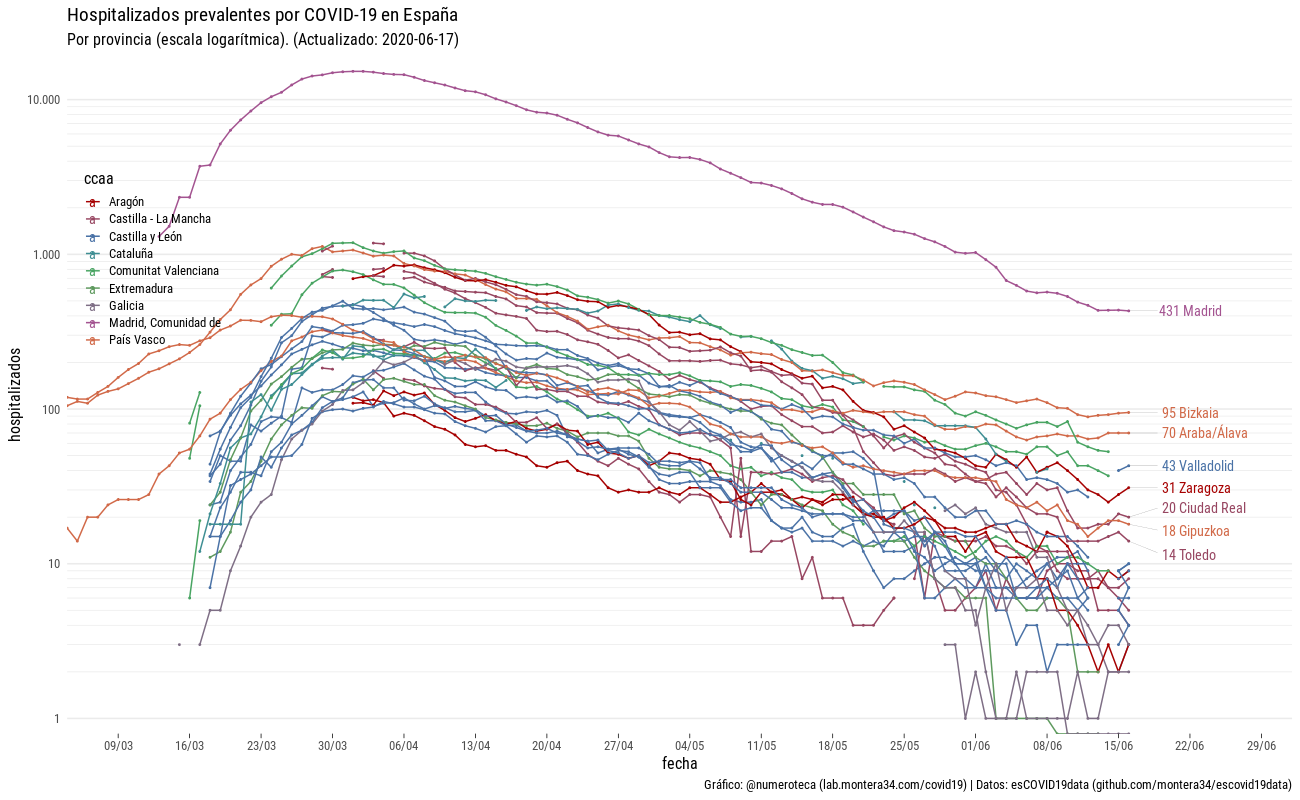 Hospitalizados prevalentes por COVID-19 en España
Por provincia (escala logarítmica). (Actualizado: 2020-06-17)
hospitalizados
10.000
1.000
100
10
1
ccaa
Aragón
Castilla - La Mancha
Castilla y León
Cataluña
Comunitat Valenciana
Extremadura
Galicia
Madrid, Comunidad de
País Vasco
431 Madrid
95 Bizkaia
70 Araba/Álava
43 Valladolid
31 Zaragoza
20 Ciudad Real
18 Gipuzkoa
14 Toledo
09/03 16/03 23/03 30/03 06/04 13/04 20/04 27/04 04/05 11/05 18/05 25/05 01/06 08/06 15/06 22/06 29/06
fecha
Gráfico: @numeroteca (lab.montera34.com/covid19) | Datos: esCOVID19data (github.com/montera34/escovid19data)